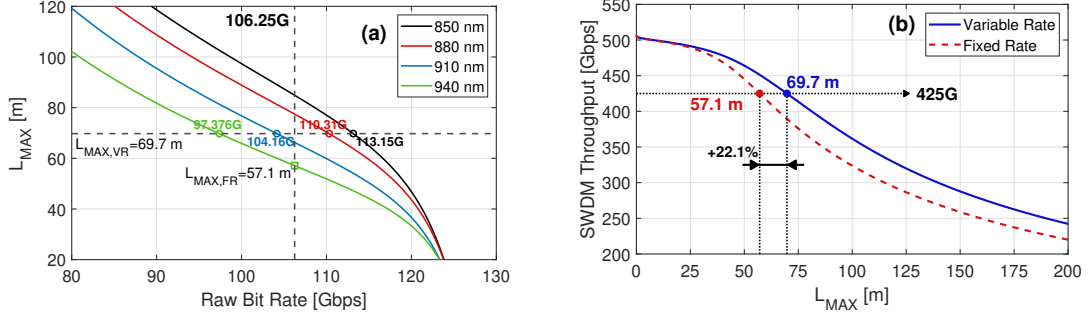 106.25G
(a)
850 nm
880 nm
910 nm
940 nm
97.376G
110.31G
104.16G
113.15G
L_MAX,VR=69.7 m
L_MAX,FR=57.1 m
120
100
80
60
40
20
L_MAX [m]
80
90
100
110
120
130
Raw Bit Rate [Gbps]
(b)
Variable Rate
Fixed Rate
69.7 m
57.1 m
425G
+22.1%
550
500
450
400
350
300
250
200
SWDM Throughput [Gbps]
0
25
50
75
100
125
150
175
200
L_MAX [m]